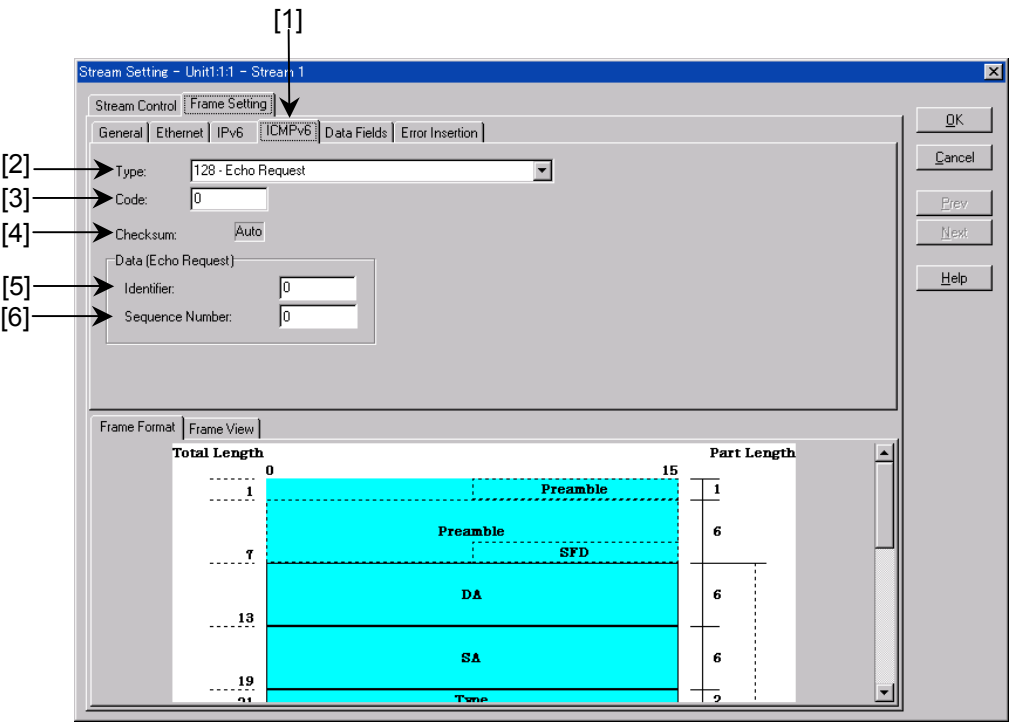 [1]
Stream Setting - Unit1:1:1 - Stream 1
Stream Control Frame Setting
General Ethernet IPv6 ICMPv6 Data Fields Error Insertion
OK
Cancel
Prev
Next
Help
[2] Type: 128 - Echo Request
[3] Code: 0
[4] Checksum: Auto
Data (Echo Request)
[5] Identifier: 0
[6] Sequence Number: 0
Frame Format Frame View
Total Length Part Length
0 15
1 Preamble 1
Preamble 6
7 SFD
DA 6
13
SA 6
19
21 Type 2